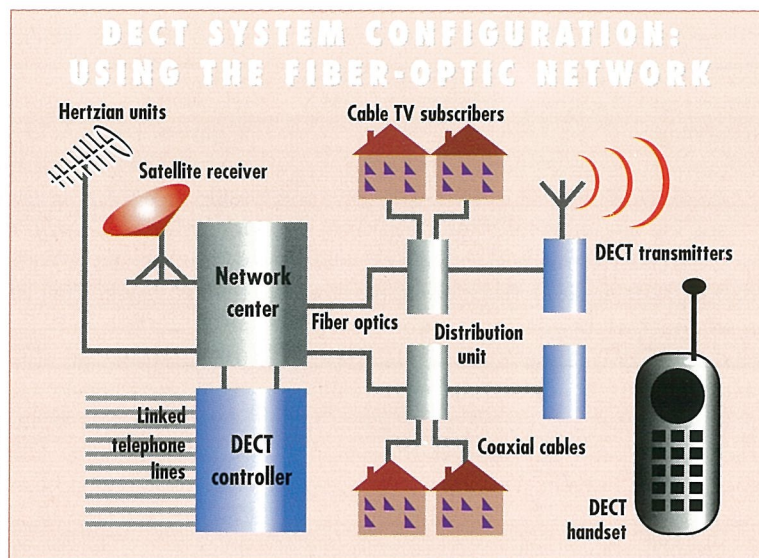 DECT SYSTEM CONFIGURATION:
USING THE FIBER-OPTIC NETWORK
Hertzian units
Cable TV subscribers
Satellite receiver
DECT transmitters
Network
center
Fiber optics
Distribution
unit
Linked
telephone
lines
DECT
controller
Coaxial cables
DECT
handset